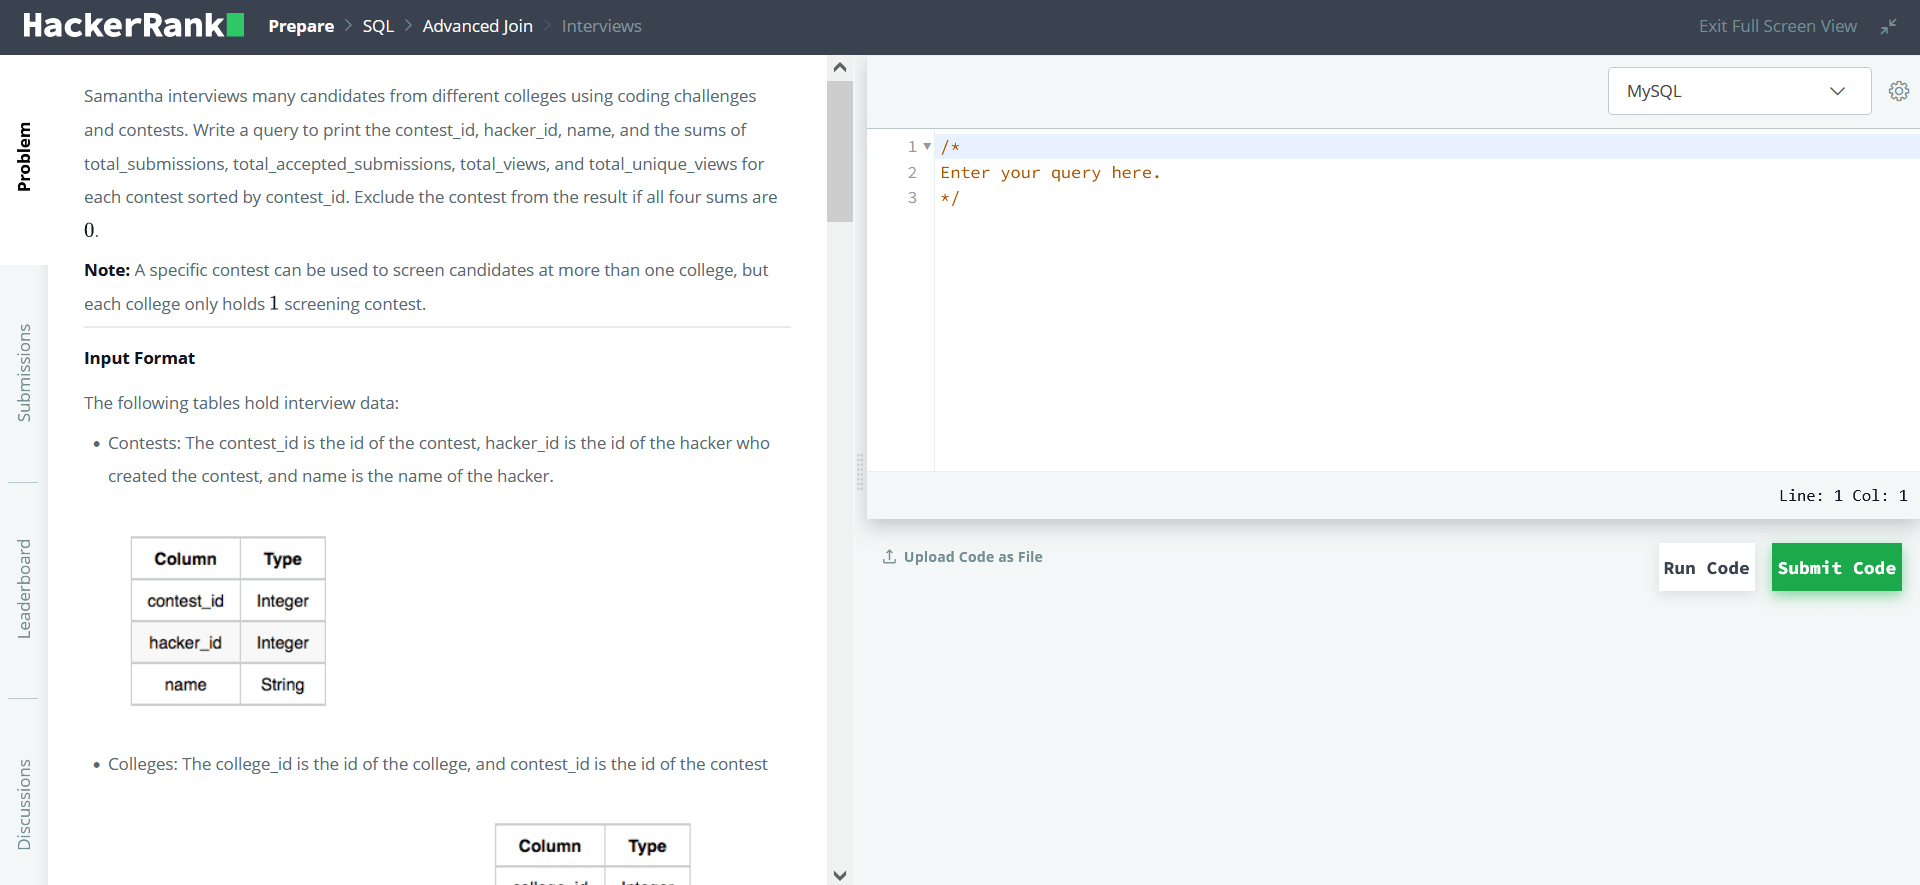 HackerRank Prepare > SQL > Advanced Join > Interviews Exit Full Screen View
Problem
Submissions
Leaderboard
Discussions
Samantha interviews many candidates from different colleges using coding challenges
and contests. Write a query to print the contest_id, hacker_id, name, and the sums of
total_submissions, total_accepted_submissions, total_views, and total_unique_views for
each contest sorted by contest_id. Exclude the contest from the result if all four sums are
0.
Note: A specific contest can be used to screen candidates at more than one college, but
each college only holds 1 screening contest.
Input Format
The following tables hold interview data:
• Contests: The contest_id is the id of the contest, hacker_id is the id of the hacker who
created the contest, and name is the name of the hacker.
Column Type
contest_id Integer
hacker_id Integer
name String
• Colleges: The college_id is the id of the college, and contest_id is the id of the contest
Column Type
college_id Integer
MySQL
1 /*
2 Enter your query here.
3 */
Line: 1 Col: 1
Upload Code as File
Run Code
Submit Code